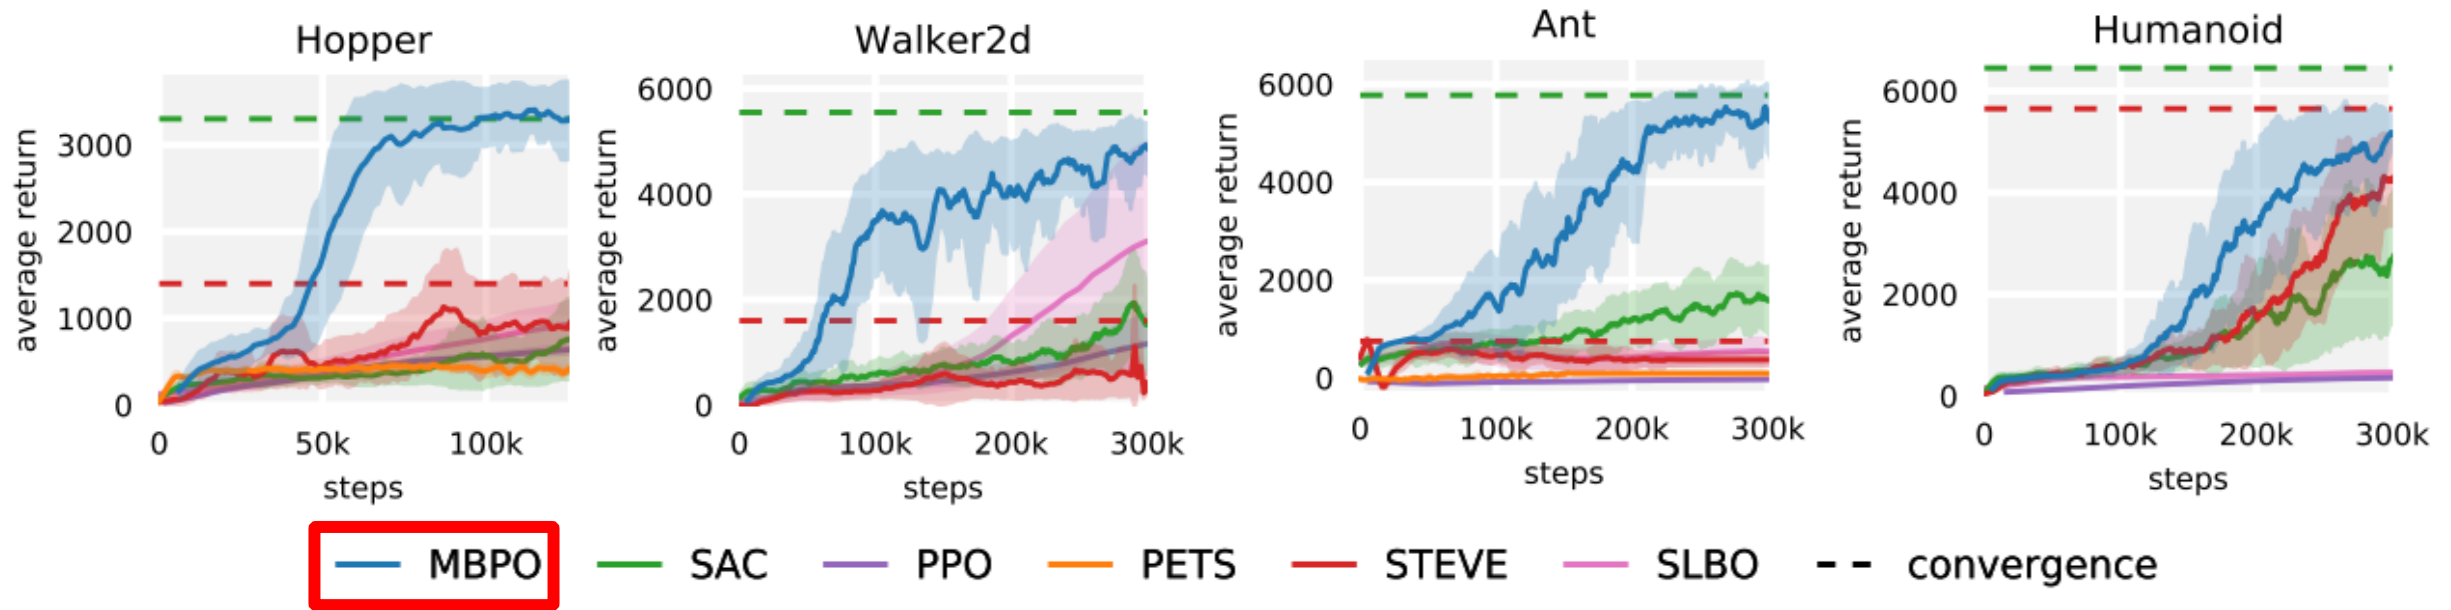 Hopper
average return
3000
2000
1000
0
0 50k 100k
steps
Walker2d
average return
6000
4000
2000
0
0 100k 200k 300k
steps
Ant
average return
6000
4000
2000
0
0 100k 200k 300k
steps
Humanoid
average return
6000
4000
2000
0
0 100k 200k 300k
steps
MBPO SAC PPO PETS STEVE SLBO convergence